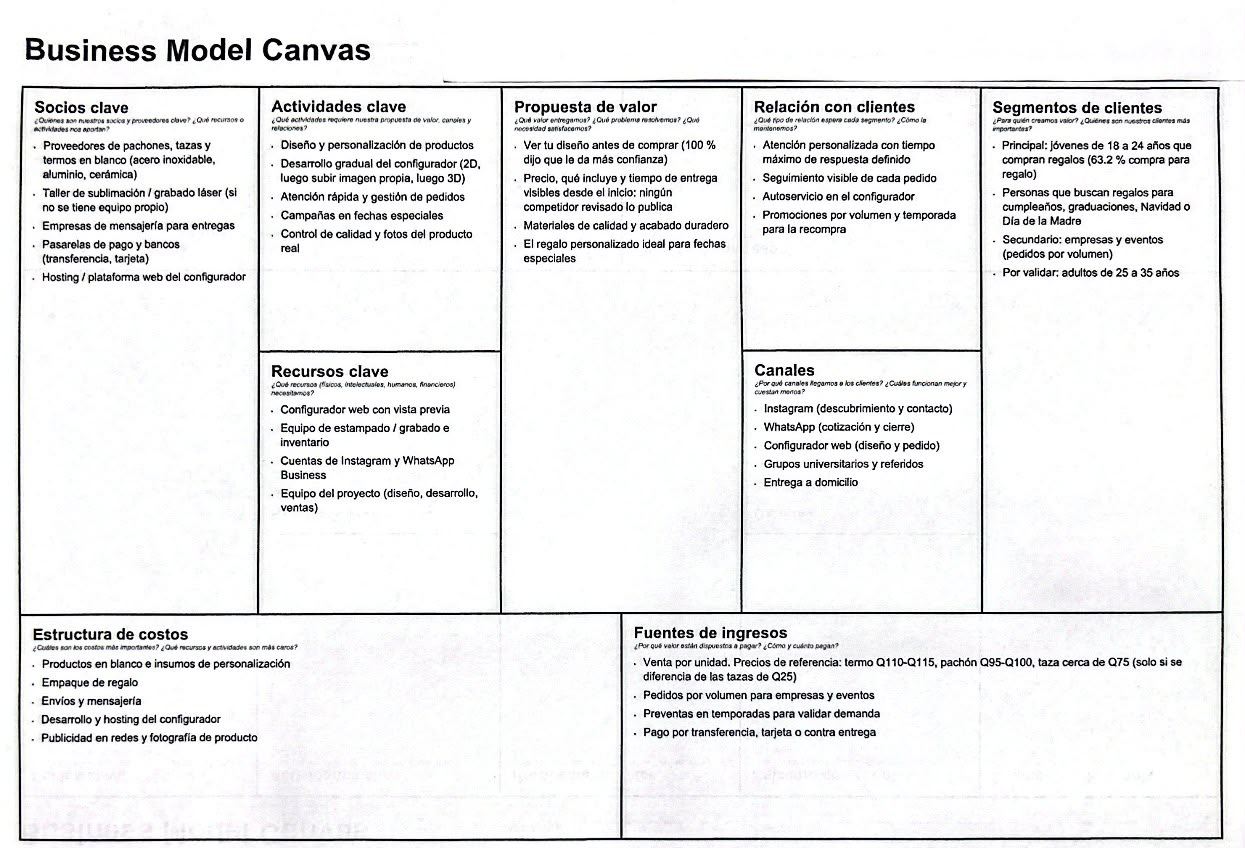 Business Model Canvas
Socios clave
¿Quiénes son nuestros socios y proveedores clave? ¿Qué recursos o
actividades nos aportan?
· Proveedores de pachones, tazas y
termos en blanco (acero inoxidable,
aluminio, cerámica)
· Taller de sublimación / grabado láser (si
no se tiene equipo propio)
· Empresas de mensajería para entregas
· Pasarelas de pago y bancos
(transferencia, tarjeta)
· Hosting / plataforma web del configurador
Actividades clave
¿Qué actividades requiere nuestra propuesta de valor, canales y
relaciones?
· Diseño y personalización de productos
· Desarrollo gradual del configurador (2D,
luego subir imagen propia, luego 3D)
· Atención rápida y gestión de pedidos
· Campañas en fechas especiales
· Control de calidad y fotos del producto
real
Recursos clave
¿Qué recursos (físicos, intelectuales, humanos, financieros)
necesitamos?
· Configurador web con vista previa
· Equipo de estampado / grabado e
inventario
· Cuentas de Instagram y WhatsApp
Business
· Equipo del proyecto (diseño, desarrollo,
ventas)
Propuesta de valor
¿Qué valor entregamos? ¿Qué problema resolvemos? ¿Qué
necesidad satisfacemos?
· Ver tu diseño antes de comprar (100 %
dijo que le da más confianza)
· Precio, qué incluye y tiempo de entrega
visibles desde el inicio: ningún
competidor revisado lo publica
· Materiales de calidad y acabado duradero
· El regalo personalizado ideal para fechas
especiales
Relación con clientes
¿Qué tipo de relación espera cada segmento? ¿Cómo la
mantenemos?
· Atención personalizada con tiempo
máximo de respuesta definido
· Seguimiento visible de cada pedido
· Autoservicio en el configurador
· Promociones por volumen y temporada
para la recompra
Canales
¿Por qué canales llegamos a los clientes? ¿Cuáles funcionan mejor y
cuestan menos?
· Instagram (descubrimiento y contacto)
· WhatsApp (cotización y cierre)
· Configurador web (diseño y pedido)
· Grupos universitarios y referidos
· Entrega a domicilio
Segmentos de clientes
¿Para quién creamos valor? ¿Quiénes son nuestros clientes más
importantes?
· Principal: jóvenes de 18 a 24 años que
compran regalos (63.2 % compra para
regalo)
· Personas que buscan regalos para
cumpleaños, graduaciones, Navidad o
Día de la Madre
· Secundario: empresas y eventos
(pedidos por volumen)
· Por validar: adultos de 25 a 35 años
Estructura de costos
¿Cuáles son los costos más importantes? ¿Qué recursos y actividades son más caros?
· Productos en blanco e insumos de personalización
· Empaque de regalo
· Envíos y mensajería
· Desarrollo y hosting del configurador
· Publicidad en redes y fotografía de producto
Fuentes de ingresos
¿Por qué valor están dispuestos a pagar? ¿Cómo y cuánto pagan?
· Venta por unidad. Precios de referencia: termo Q110-Q115, pachón Q95-Q100, taza cerca de Q75 (solo si se
diferencia de las tazas de Q25)
· Pedidos por volumen para empresas y eventos
· Preventas en temporadas para validar demanda
· Pago por transferencia, tarjeta o contra entrega